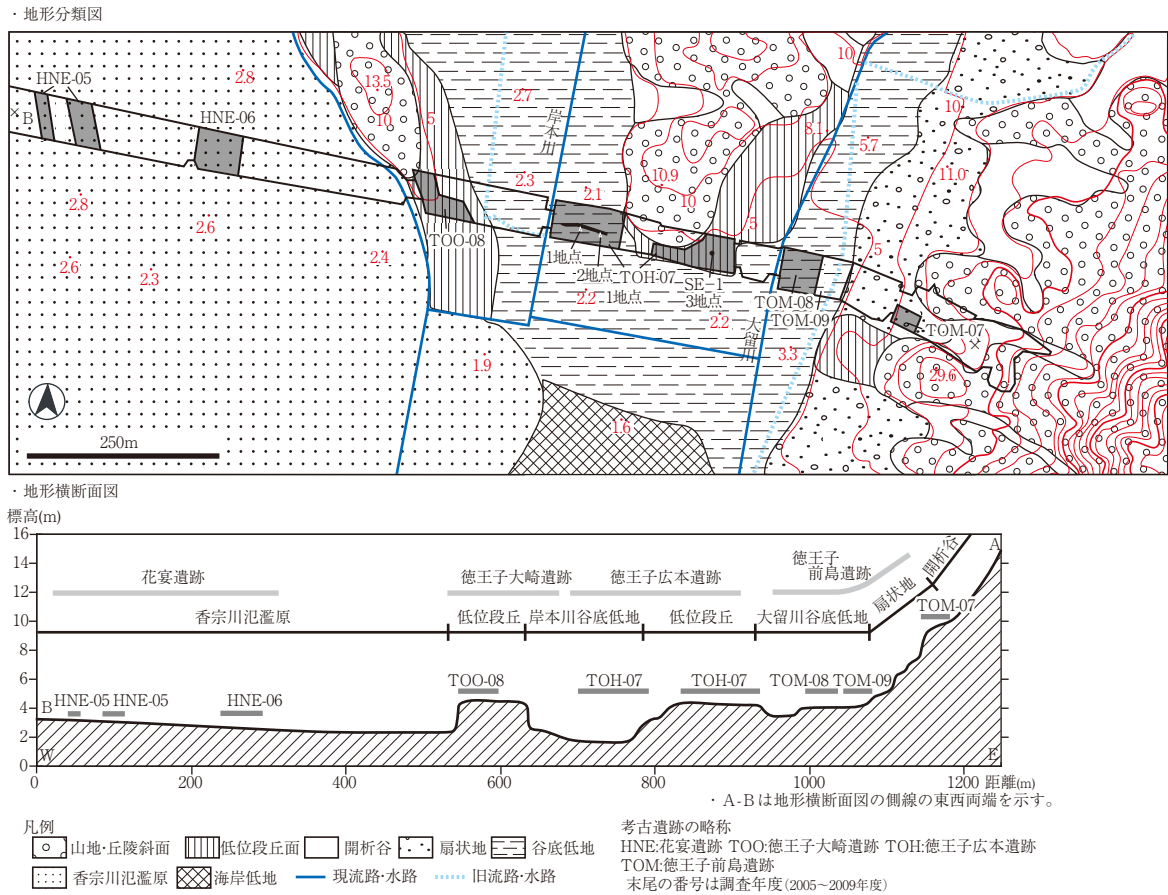 ・地形分類図
HNE-05
2.8
13.5
2.7
10
10
HNE-06
B
10
5
岸本川
8.1
5.7
11.0
2.3
2.1
10.9
10
2.8
2.6
TOO-08
5
5
1地点
2地点
TOH-07
1地点
SE-1
3地点
TOM-08
TOM-09
TOM-07
2.6
2.3
2.4
2.2
2.2
大留川
3.3
29.6
1.9
1.6
250m
・地形横断面図
標高(m)
16
14
12
10
8
6
4
2
0
花宴遺跡
徳王子大崎遺跡
徳王子広本遺跡
徳王子
前島遺跡
開析谷
A
扇状地
香宗川氾濫原
低位段丘
岸本川谷底低地
低位段丘
大留川谷底低地
TOM-07
HNE-05
HNE-05
HNE-06
TOO-08
TOH-07
TOH-07
TOM-08
TOM-09
B
W
E
0 200 400 600 800 1000 1200 距離(m)
・A-Bは地形横断面図の側線の東西両端を示す。
凡例
山地・丘陵斜面 低位段丘面 開析谷 扇状地 谷底低地
香宗川氾濫原 海岸低地 現流路・水路 旧流路・水路
考古遺跡の略称
HNE:花宴遺跡 TOO:徳王子大崎遺跡 TOH:徳王子広本遺跡
TOM:徳王子前島遺跡
末尾の番号は調査年度(2005~2009年度)